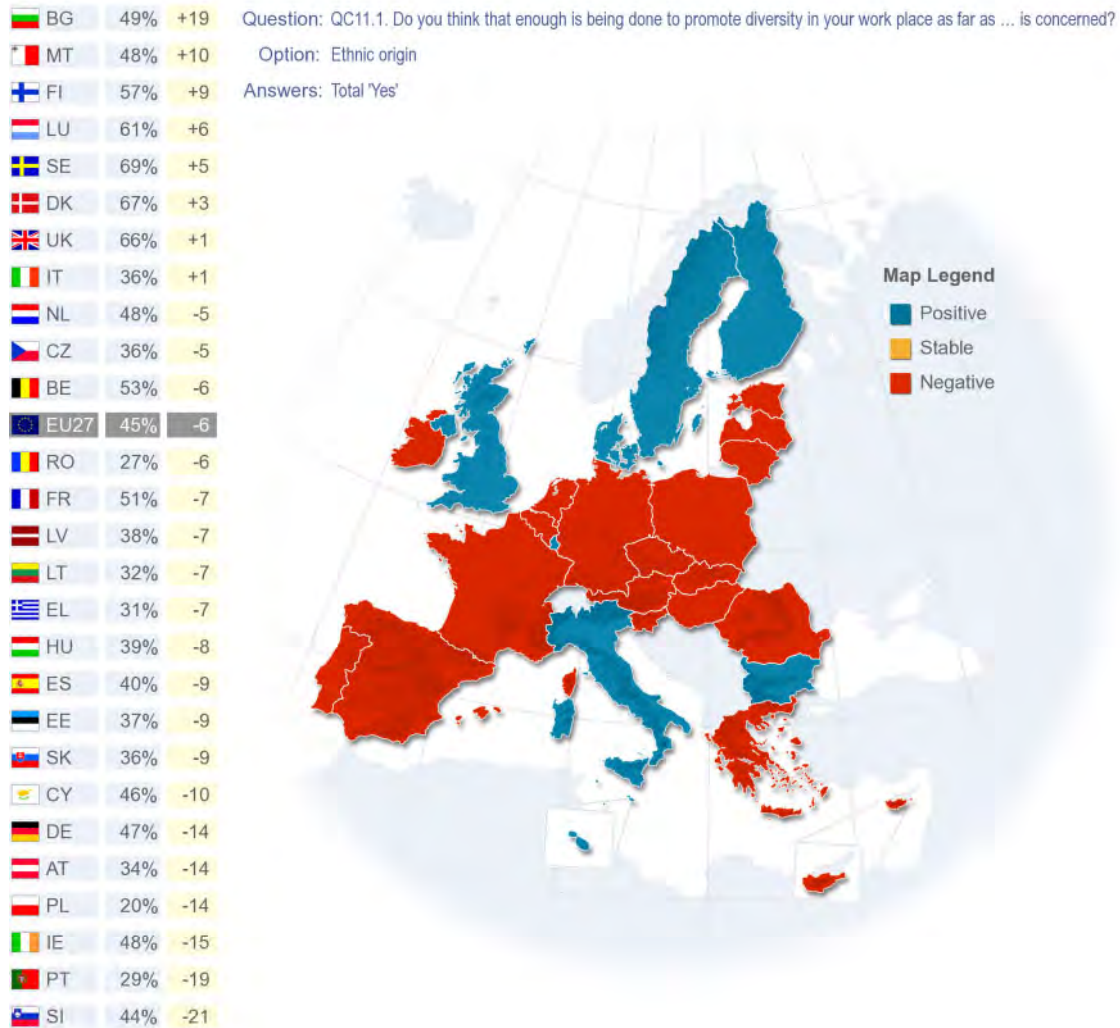 Question: QC11.1. Do you think that enough is being done to promote diversity in your work place as far as ... is concerned?
Option: Ethnic origin
Answers: Total 'Yes'
BG 49% +19
MT 48% +10
FI 57% +9
LU 61% +6
SE 69% +5
DK 67% +3
UK 66% +1
IT 36% +1
NL 48% -5
CZ 36% -5
BE 53% -6
EU27 45% -6
RO 27% -6
FR 51% -7
LV 38% -7
LT 32% -7
EL 31% -7
HU 39% -8
ES 40% -9
EE 37% -9
SK 36% -9
CY 46% -10
DE 47% -14
AT 34% -14
PL 20% -14
IE 48% -15
PT 29% -19
SI 44% -21
Map Legend
Positive
Stable
Negative